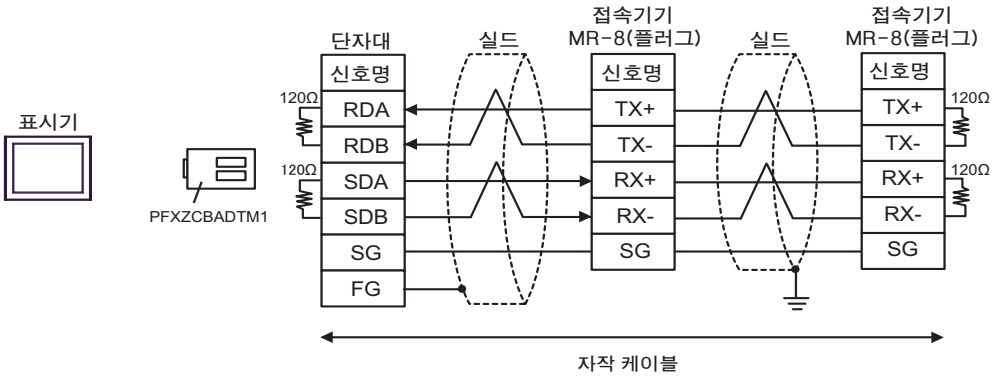 표시기
PFXZCBADTM1
단자대
신호명
RDA
RDB
SDA
SDB
SG
FG
120Ω
120Ω
실드
접속기기
MR-8(플러그)
신호명
TX+
TX-
RX+
RX-
SG
실드
접속기기
MR-8(플러그)
신호명
TX+
TX-
RX+
RX-
SG
120Ω
120Ω
자작 케이블